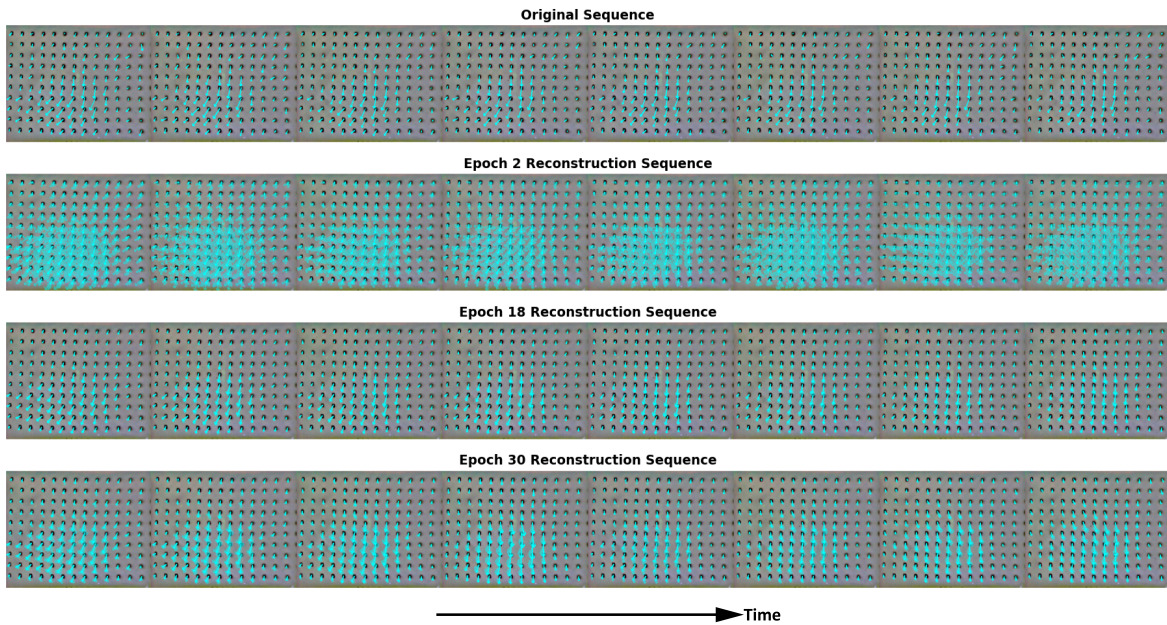 Original Sequence
Epoch 2 Reconstruction Sequence
Epoch 18 Reconstruction Sequence
Epoch 30 Reconstruction Sequence
Time